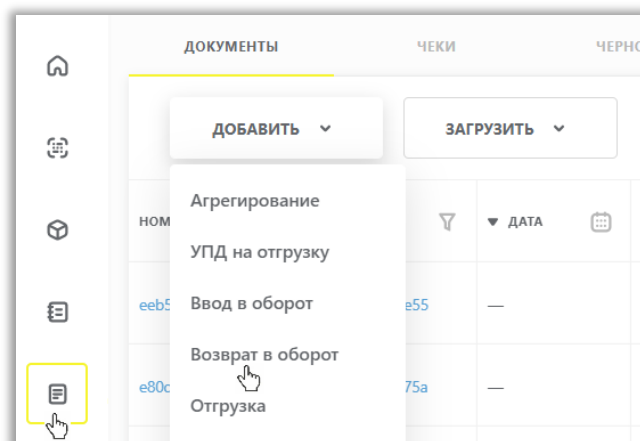 ДОКУМЕНТЫ ЧЕКИ
ДОБАВИТЬ ЗАГРУЗИТЬ
Агрегирование
ДАТА
УПД на отгрузку
Ввод в оборот
—
Возврат в оборот
—
Отгрузка